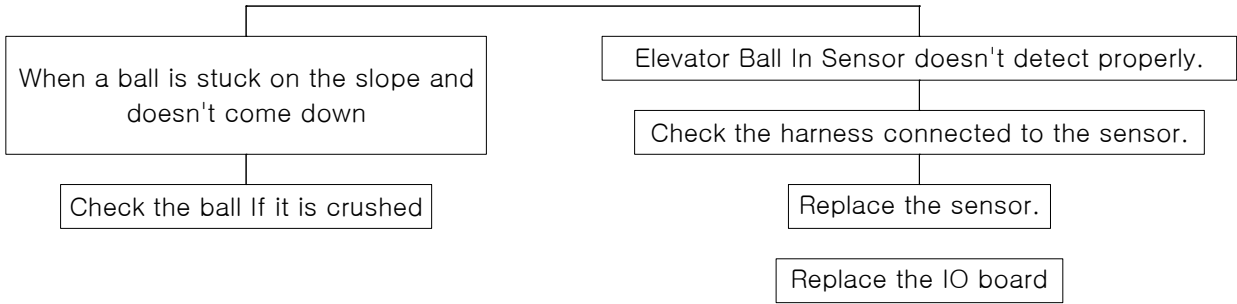 When a ball is stuck on the slope and
doesn't come down
Check the ball If it is crushed
Elevator Ball In Sensor doesn't detect properly.
Check the harness connected to the sensor.
Replace the sensor.
Replace the IO board